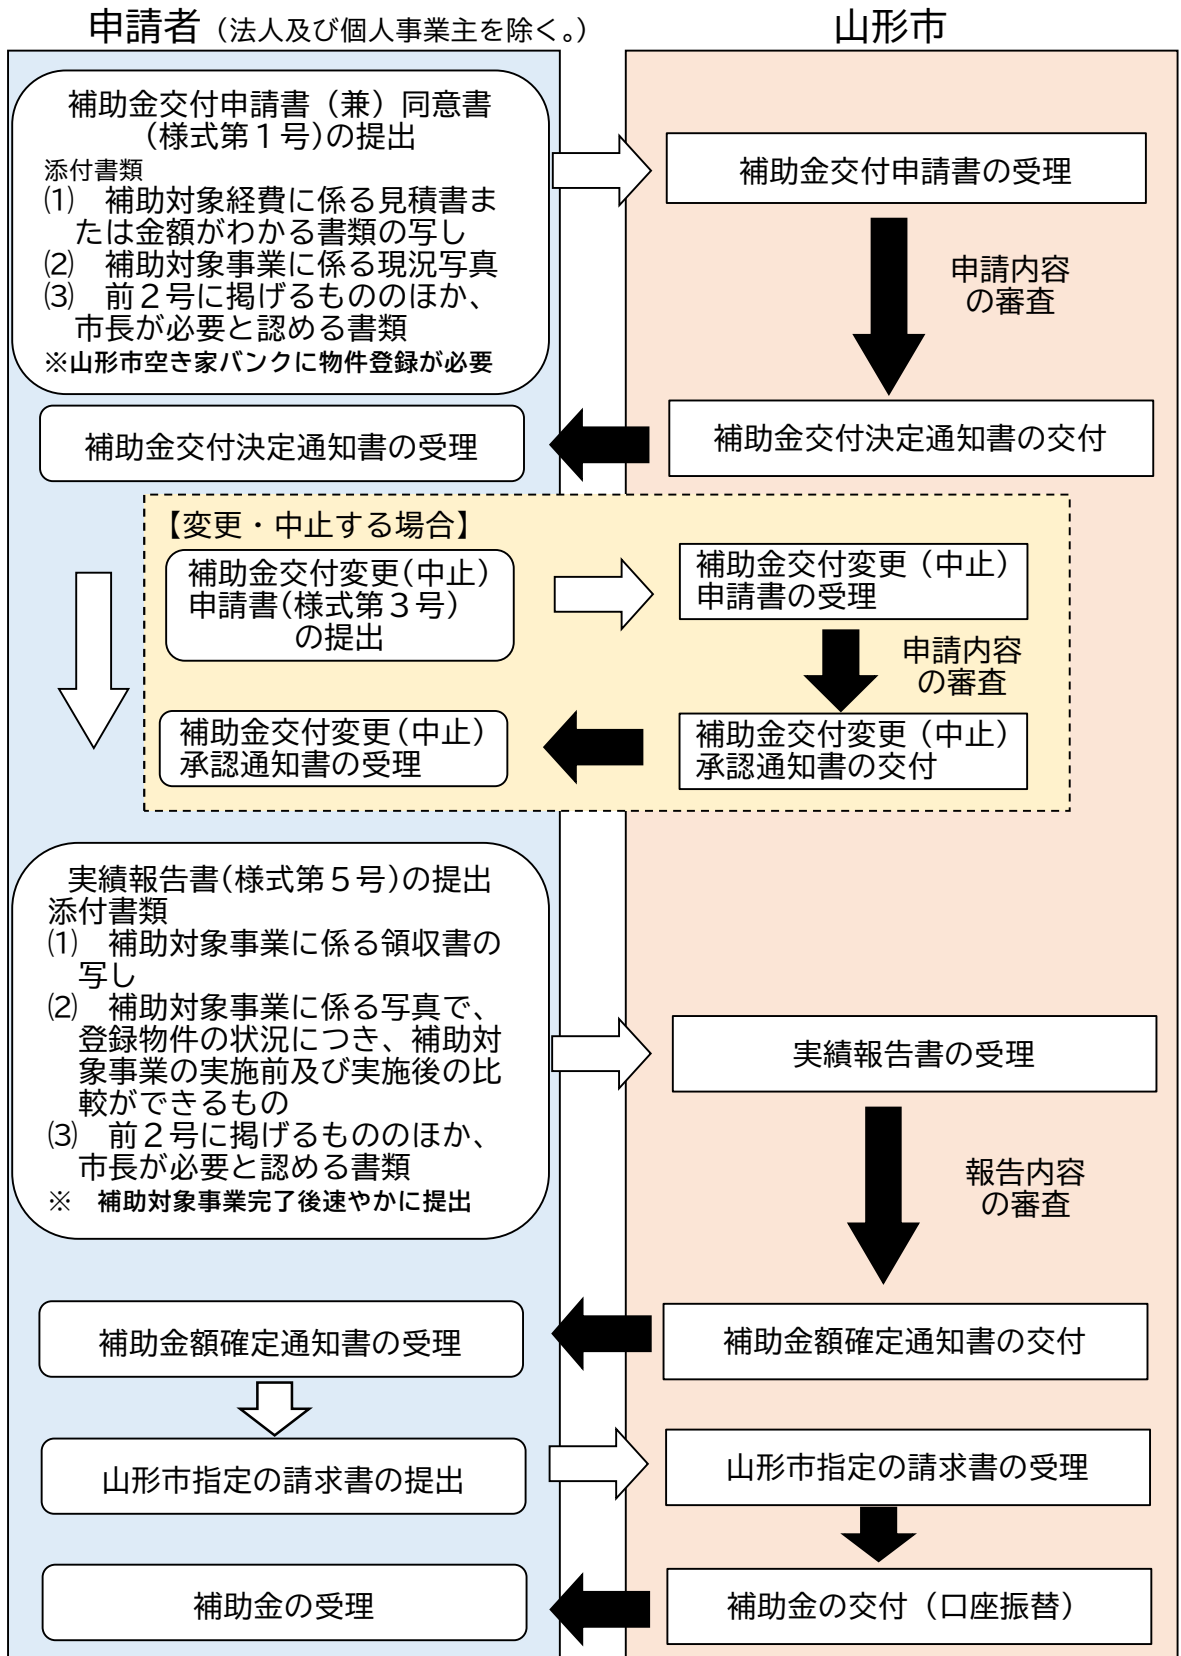 申請者（法人及び個人事業主を除く。）
山形市
補助金交付申請書（兼）同意書
(様式第１号)の提出
添付書類
⑴　補助対象経費に係る見積書ま
たは金額がわかる書類の写し
⑵　補助対象事業に係る現況写真
⑶　前２号に掲げるもののほか、
市長が必要と認める書類
※山形市空き家バンクに物件登録が必要
補助金交付申請書の受理
申請内容
の審査
補助金交付決定通知書の受理
補助金交付決定通知書の交付
【変更・中止する場合】
補助金交付変更(中止)
申請書(様式第３号)
の提出
補助金交付変更（中止）
申請書の受理
申請内容
の審査
補助金交付変更(中止)
承認通知書の受理
補助金交付変更（中止）
承認通知書の交付
実績報告書(様式第５号)の提出
添付書類
⑴　補助対象事業に係る領収書の
写し
⑵　補助対象事業に係る写真で、
登録物件の状況につき、補助対
象事業の実施前及び実施後の比
較ができるもの
⑶　前２号に掲げるもののほか、
市長が必要と認める書類
※　補助対象事業完了後速やかに提出
実績報告書の受理
報告内容
の審査
補助金額確定通知書の受理
補助金額確定通知書の交付
山形市指定の請求書の提出
山形市指定の請求書の受理
補助金の受理
補助金の交付（口座振替）